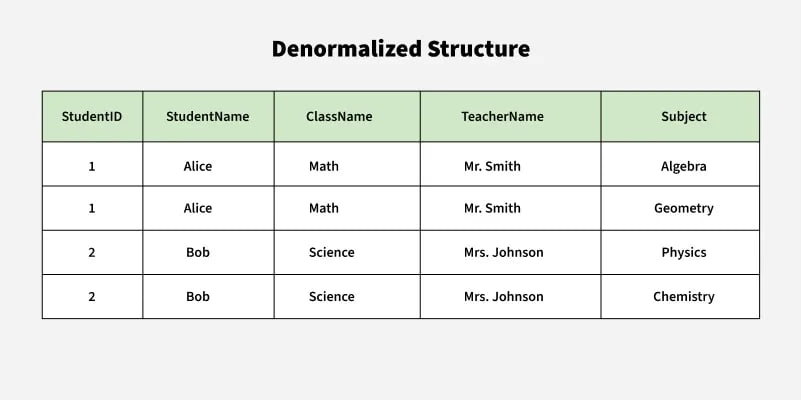 Denormalized Structure
StudentID StudentName ClassName TeacherName Subject
1 Alice Math Mr. Smith Algebra
1 Alice Math Mr. Smith Geometry
2 Bob Science Mrs. Johnson Physics
2 Bob Science Mrs. Johnson Chemistry